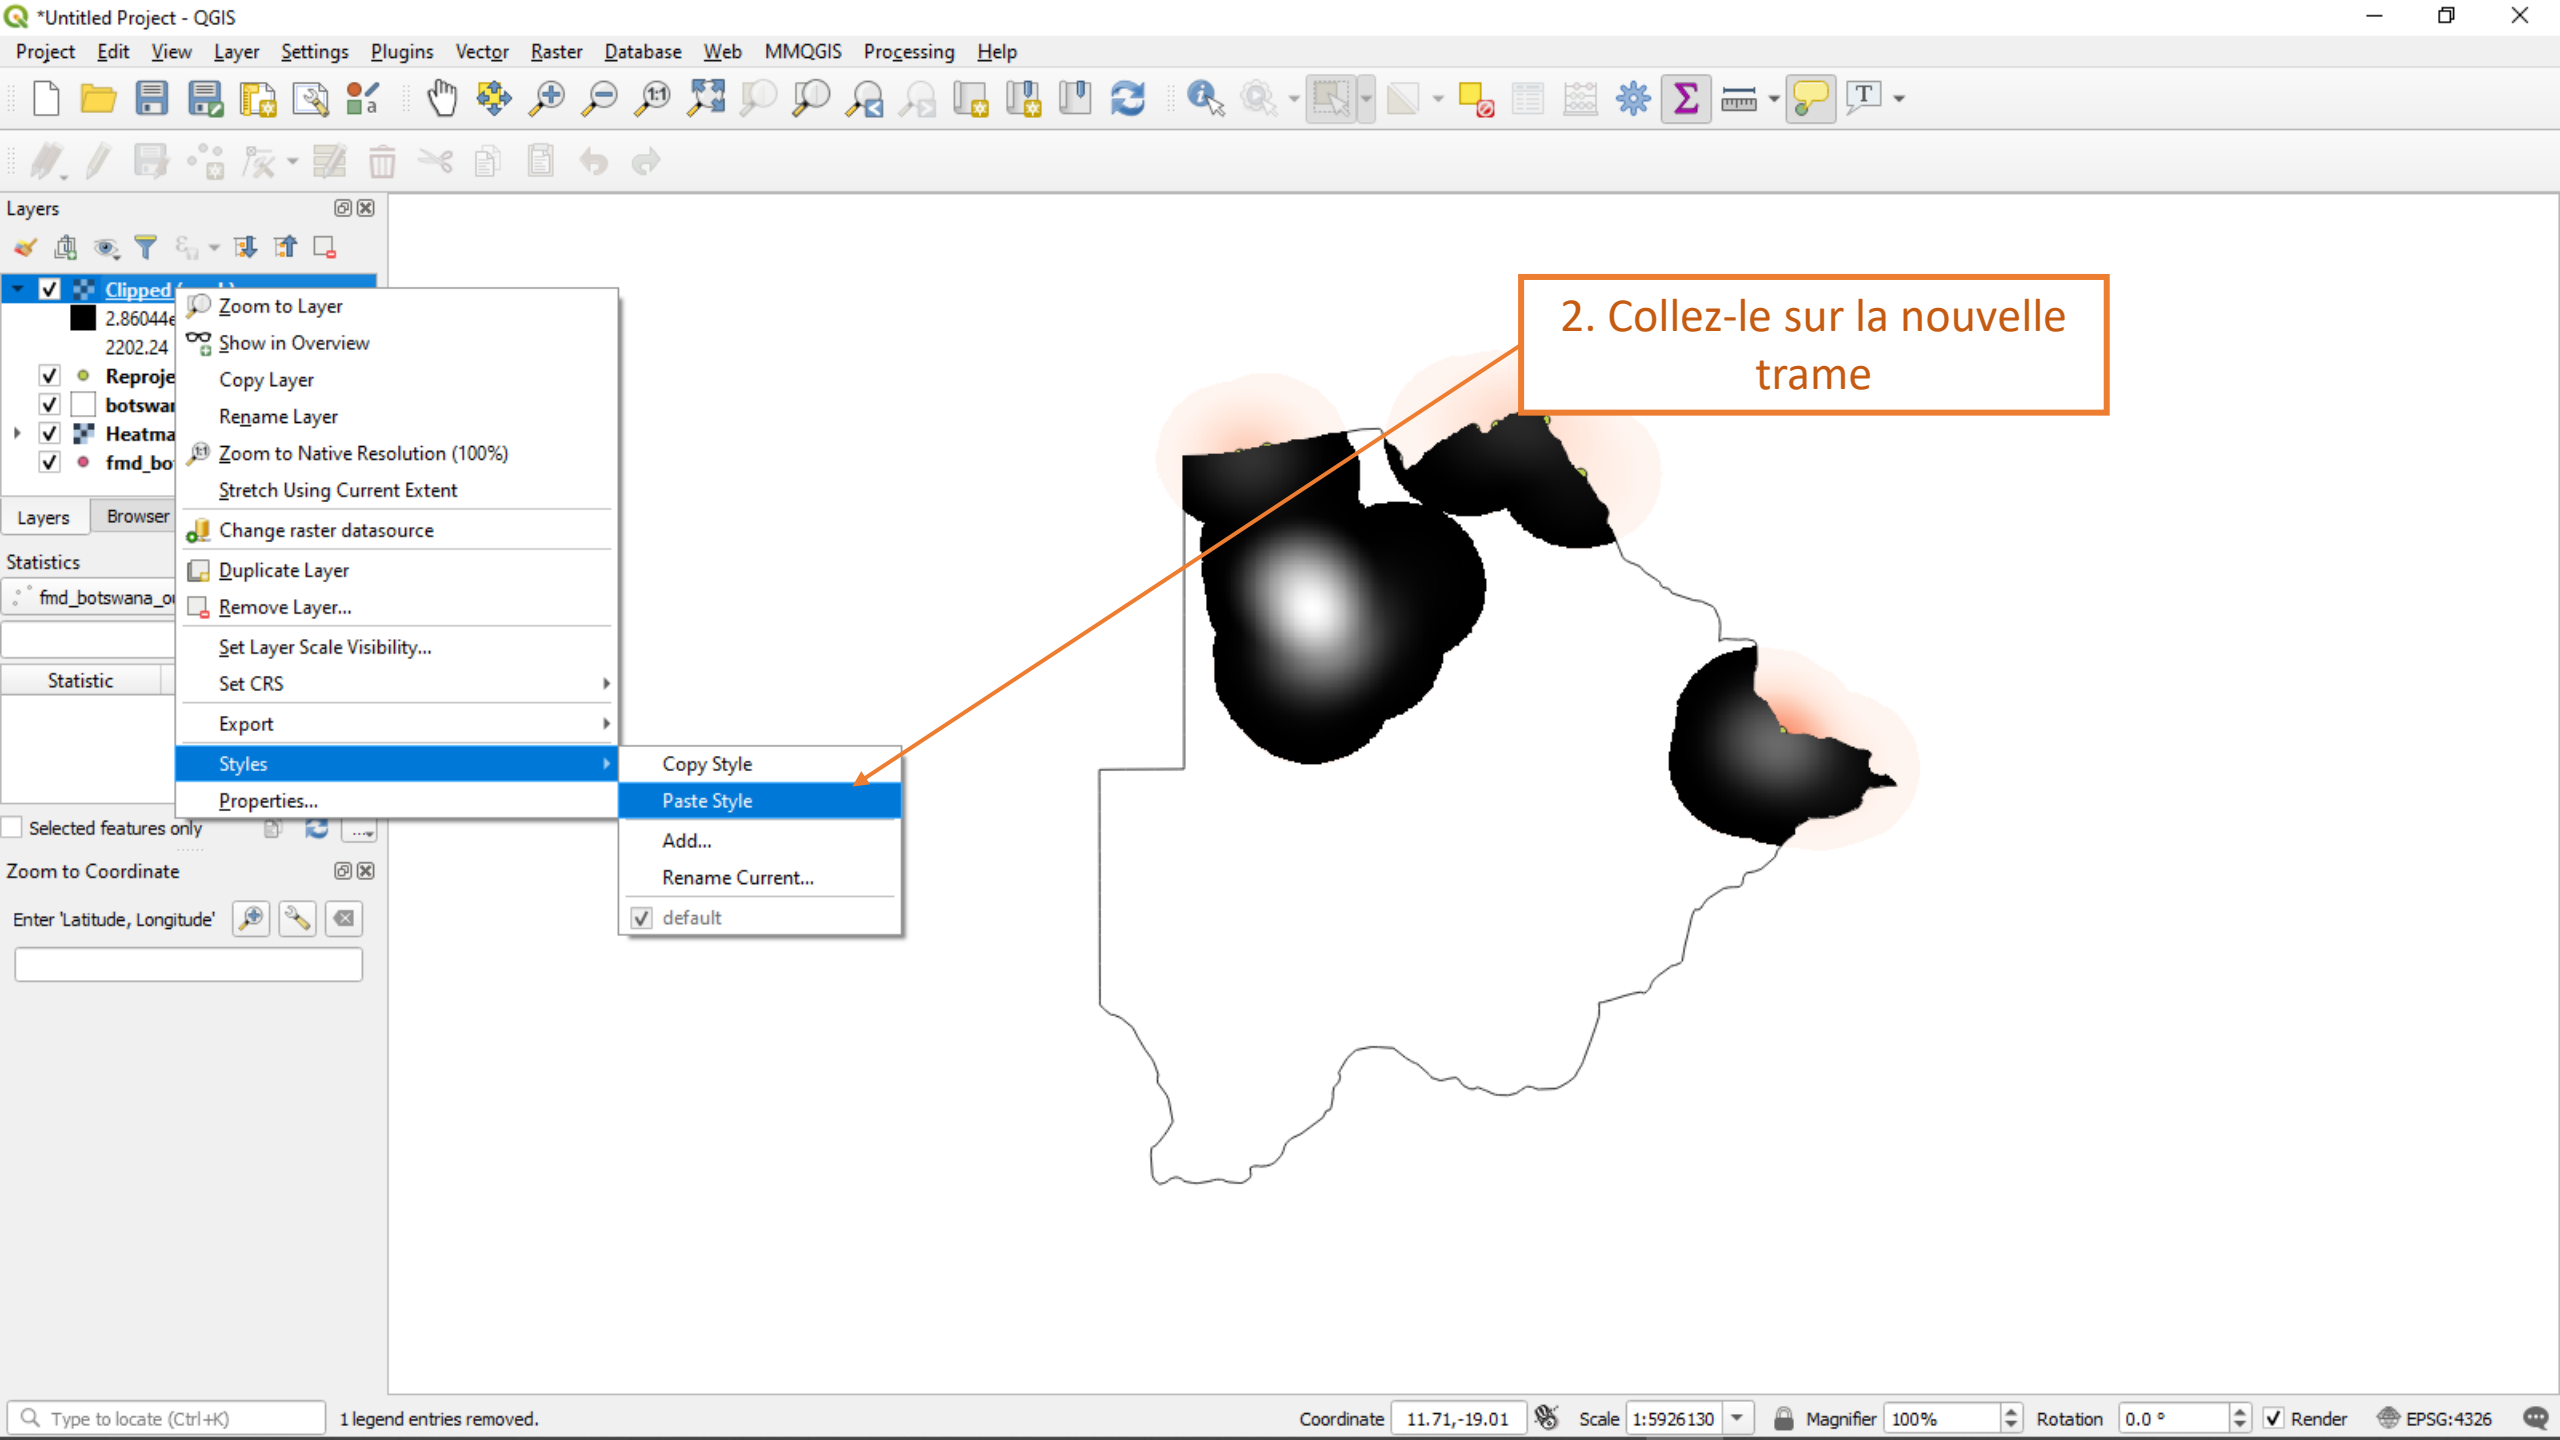 *Untitled Project - QGIS
Project Edit View Layer Settings Plugins Vector Raster Database Web MMQGIS Processing Help
Layers
Clipped
2.86044e
2202.24
Reproje
botswan
Heatma
fmd_bo
Layers Browser
Statistics
fmd_botswana_ou
Statistic
Selected features only
Zoom to Coordinate
Enter 'Latitude, Longitude'
Zoom to Layer
Show in Overview
Copy Layer
Rename Layer
Zoom to Native Resolution (100%)
Stretch Using Current Extent
Change raster datasource
Duplicate Layer
Remove Layer...
Set Layer Scale Visibility...
Set CRS
Export
Styles
Properties...
Copy Style
Paste Style
Add...
Rename Current...
default
2. Collez-le sur la nouvelle
trame
Type to locate (Ctrl+K) 1 legend entries removed. Coordinate 11.71,-19.01 Scale 1:5926130 Magnifier 100% Rotation 0.0 ° Render EPSG:4326